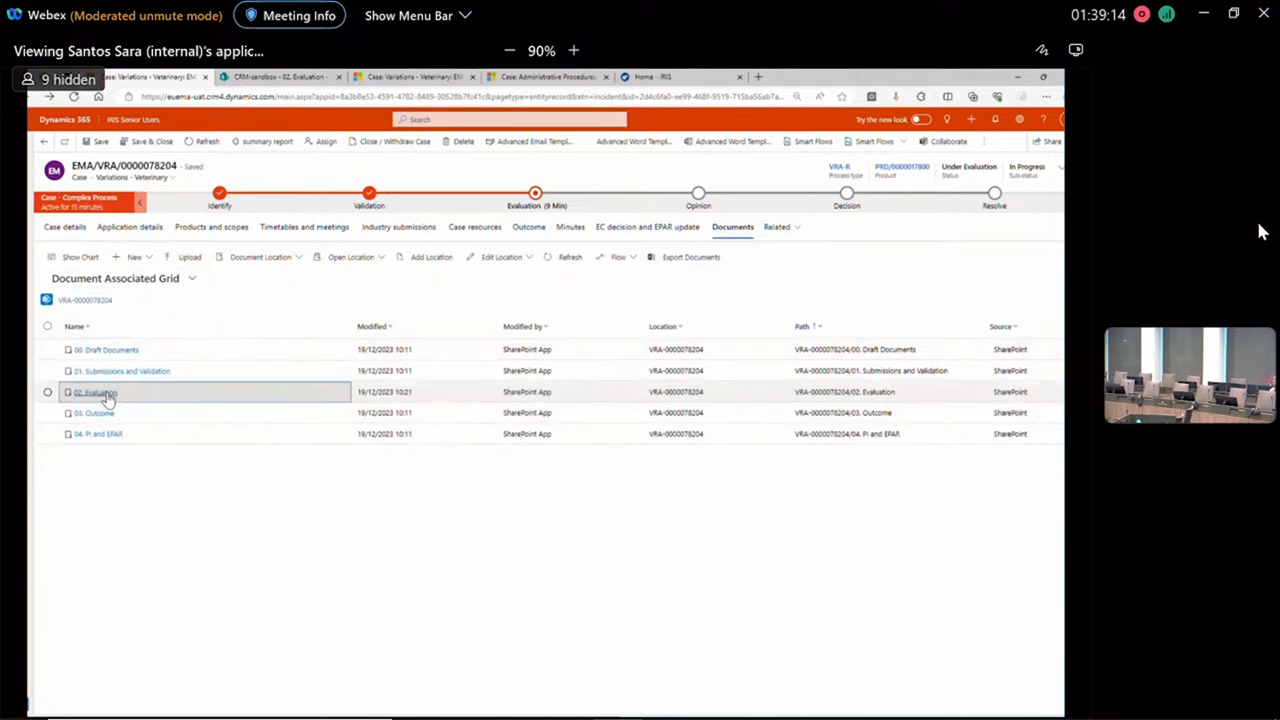 Webex (Moderated unmute mode) Meeting Info Show Menu Bar 01:39:14
Viewing Santos Sara (internal)'s applic... 90%
9 hidden
Case: Variations - Veterinary: EM... CRM-sandbox - 02. Evaluation - Case: Variations - Veterinary: EM... Case: Administrative Procedures: Home - IRIS
Dynamics 365 IRIS Senior Users Search Try the new look
Save Save & Close Refresh summary report Assign Close / Withdraw Case Delete Advanced Email Templ... Advanced Word Templ... Advanced Word Templ... Smart Flows Smart Flows Collaborate Share
EM EMA/VRA/0000078204 - Saved
Case · Variations - Veterinary
VRA-R PRD/0000017800 Under Evaluation In Progress
Process type Product Status Sub-status
Case - Complex Process
Active for 15 minutes
Identify Validation Evaluation (9 Min) Opinion Decision Resolve
Case details Application details Products and scopes Timetables and meetings Industry submissions Case resources Outcome Minutes EC decision and EPAR update Documents Related
Show Chart New Upload Document Location Open Location Add Location Edit Location Refresh Flow Export Documents
Document Associated Grid
VRA-0000078204
Name Modified Modified by Location Path Source
00. Draft Documents 19/12/2023 10:11 SharePoint App VRA-0000078204 VRA-0000078204/00. Draft Documents SharePoint
01. Submissions and Validation 19/12/2023 10:11 SharePoint App VRA-0000078204 VRA-0000078204/01. Submissions and Validation SharePoint
02. Evaluation 19/12/2023 10:21 SharePoint App VRA-0000078204 VRA-0000078204/02. Evaluation SharePoint
03. Outcome 19/12/2023 10:11 SharePoint App VRA-0000078204 VRA-0000078204/03. Outcome SharePoint
04. PI and EPAR 19/12/2023 10:11 SharePoint App VRA-0000078204 VRA-0000078204/04. PI and EPAR SharePoint